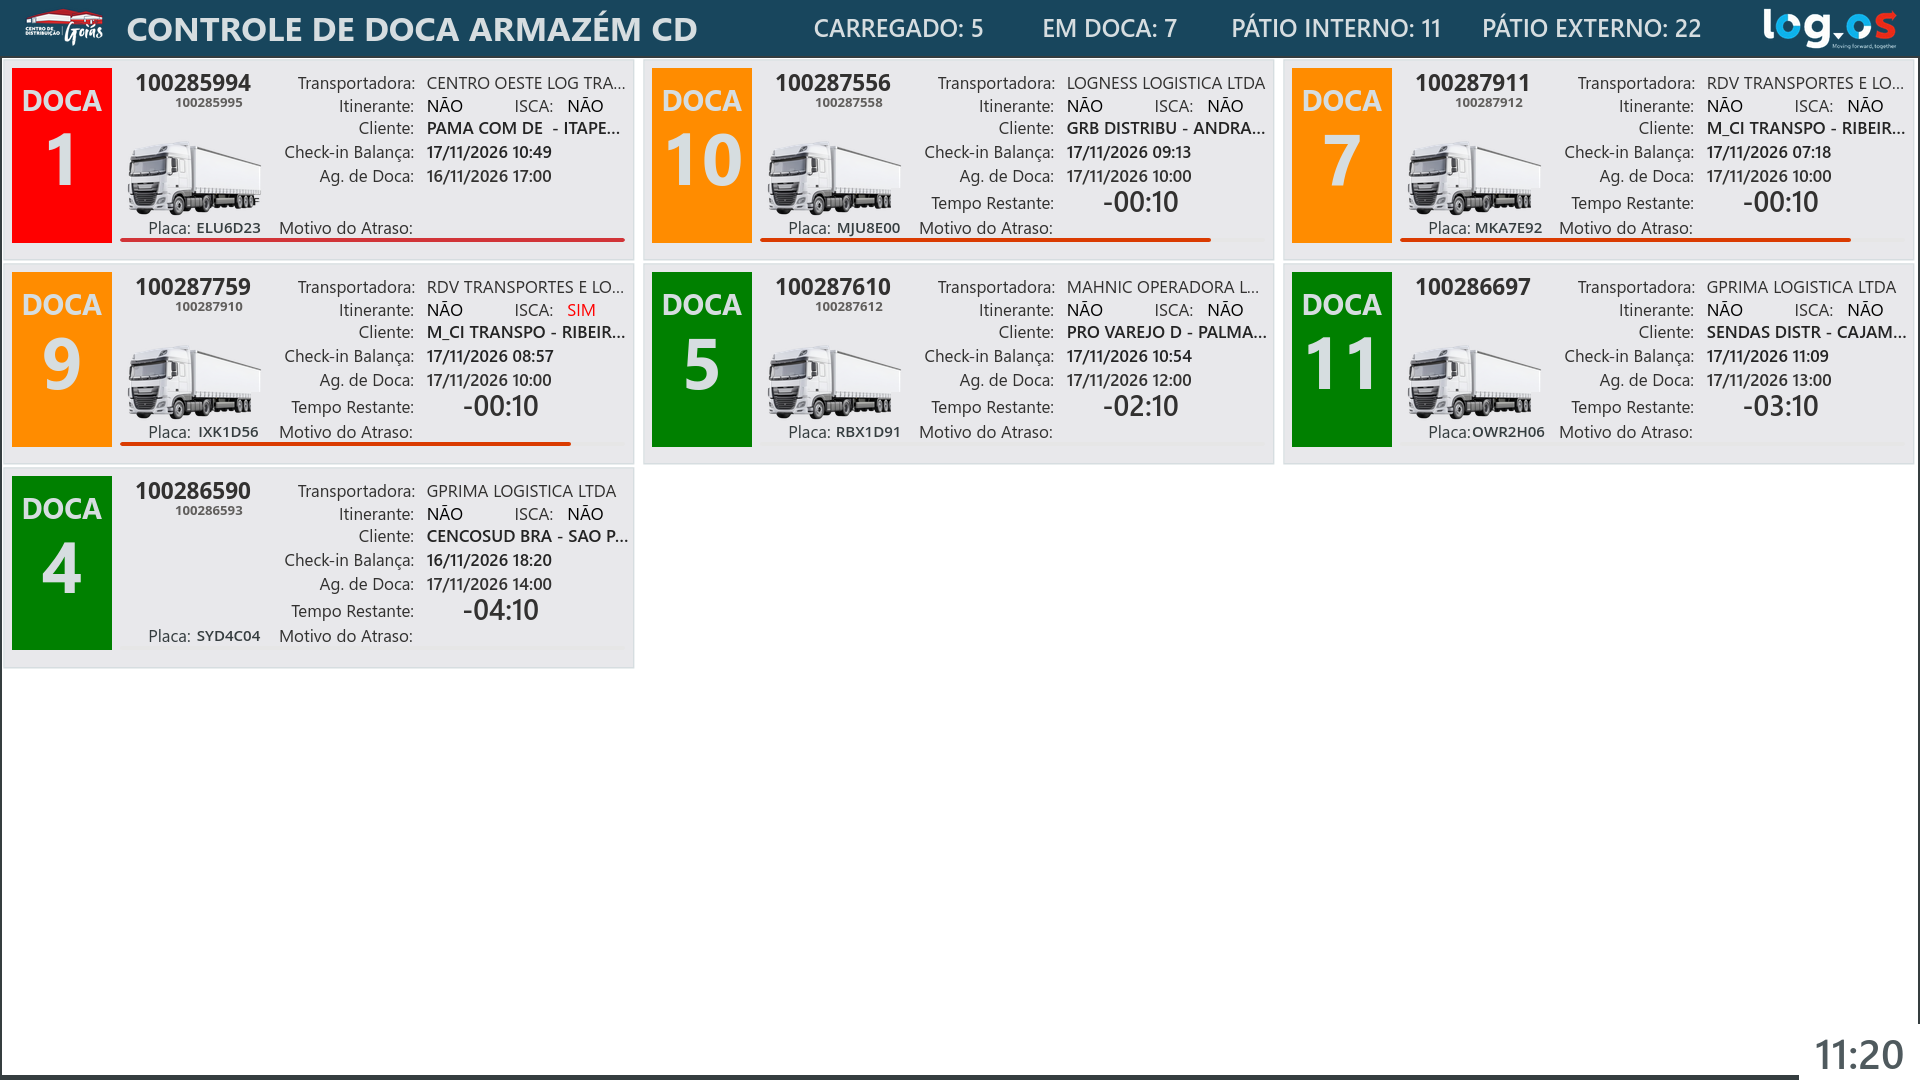 CENTRO DE
DISTRIBUIÇÃO Goiás
CONTROLE DE DOCA ARMAZÉM CD
CARREGADO: 5
EM DOCA: 7
PÁTIO INTERNO: 11
PÁTIO EXTERNO: 22
log.os
Moving forward, together
DOCA
1
100285994
100285995
Transportadora: CENTRO OESTE LOG TRA...
Itinerante: NÃO ISCA: NÃO
Cliente: PAMA COM DE - ITAPE...
Check-in Balança: 17/11/2026 10:49
Ag. de Doca: 16/11/2026 17:00
Placa: ELU6D23 Motivo do Atraso:
DOCA
10
100287556
100287558
Transportadora: LOGNESS LOGISTICA LTDA
Itinerante: NÃO ISCA: NÃO
Cliente: GRB DISTRIBU - ANDRA...
Check-in Balança: 17/11/2026 09:13
Ag. de Doca: 17/11/2026 10:00
Tempo Restante: -00:10
Placa: MJU8E00 Motivo do Atraso:
DOCA
7
100287911
100287912
Transportadora: RDV TRANSPORTES E LO...
Itinerante: NÃO ISCA: NÃO
Cliente: M_CI TRANSPO - RIBEIR...
Check-in Balança: 17/11/2026 07:18
Ag. de Doca: 17/11/2026 10:00
Tempo Restante: -00:10
Placa: MKA7E92 Motivo do Atraso:
DOCA
9
100287759
100287910
Transportadora: RDV TRANSPORTES E LO...
Itinerante: NÃO ISCA: SIM
Cliente: M_CI TRANSPO - RIBEIR...
Check-in Balança: 17/11/2026 08:57
Ag. de Doca: 17/11/2026 10:00
Tempo Restante: -00:10
Placa: IXK1D56 Motivo do Atraso:
DOCA
5
100287610
100287612
Transportadora: MAHNIC OPERADORA L...
Itinerante: NÃO ISCA: NÃO
Cliente: PRO VAREJO D - PALMA...
Check-in Balança: 17/11/2026 10:54
Ag. de Doca: 17/11/2026 12:00
Tempo Restante: -02:10
Placa: RBX1D91 Motivo do Atraso:
DOCA
11
100286697
Transportadora: GPRIMA LOGISTICA LTDA
Itinerante: NÃO ISCA: NÃO
Cliente: SENDAS DISTR - CAJAM...
Check-in Balança: 17/11/2026 11:09
Ag. de Doca: 17/11/2026 13:00
Tempo Restante: -03:10
Placa: OWR2H06 Motivo do Atraso:
DOCA
4
100286590
100286593
Transportadora: GPRIMA LOGISTICA LTDA
Itinerante: NÃO ISCA: NÃO
Cliente: CENCOSUD BRA - SAO P...
Check-in Balança: 16/11/2026 18:20
Ag. de Doca: 17/11/2026 14:00
Tempo Restante: -04:10
Placa: SYD4C04 Motivo do Atraso:
11:20